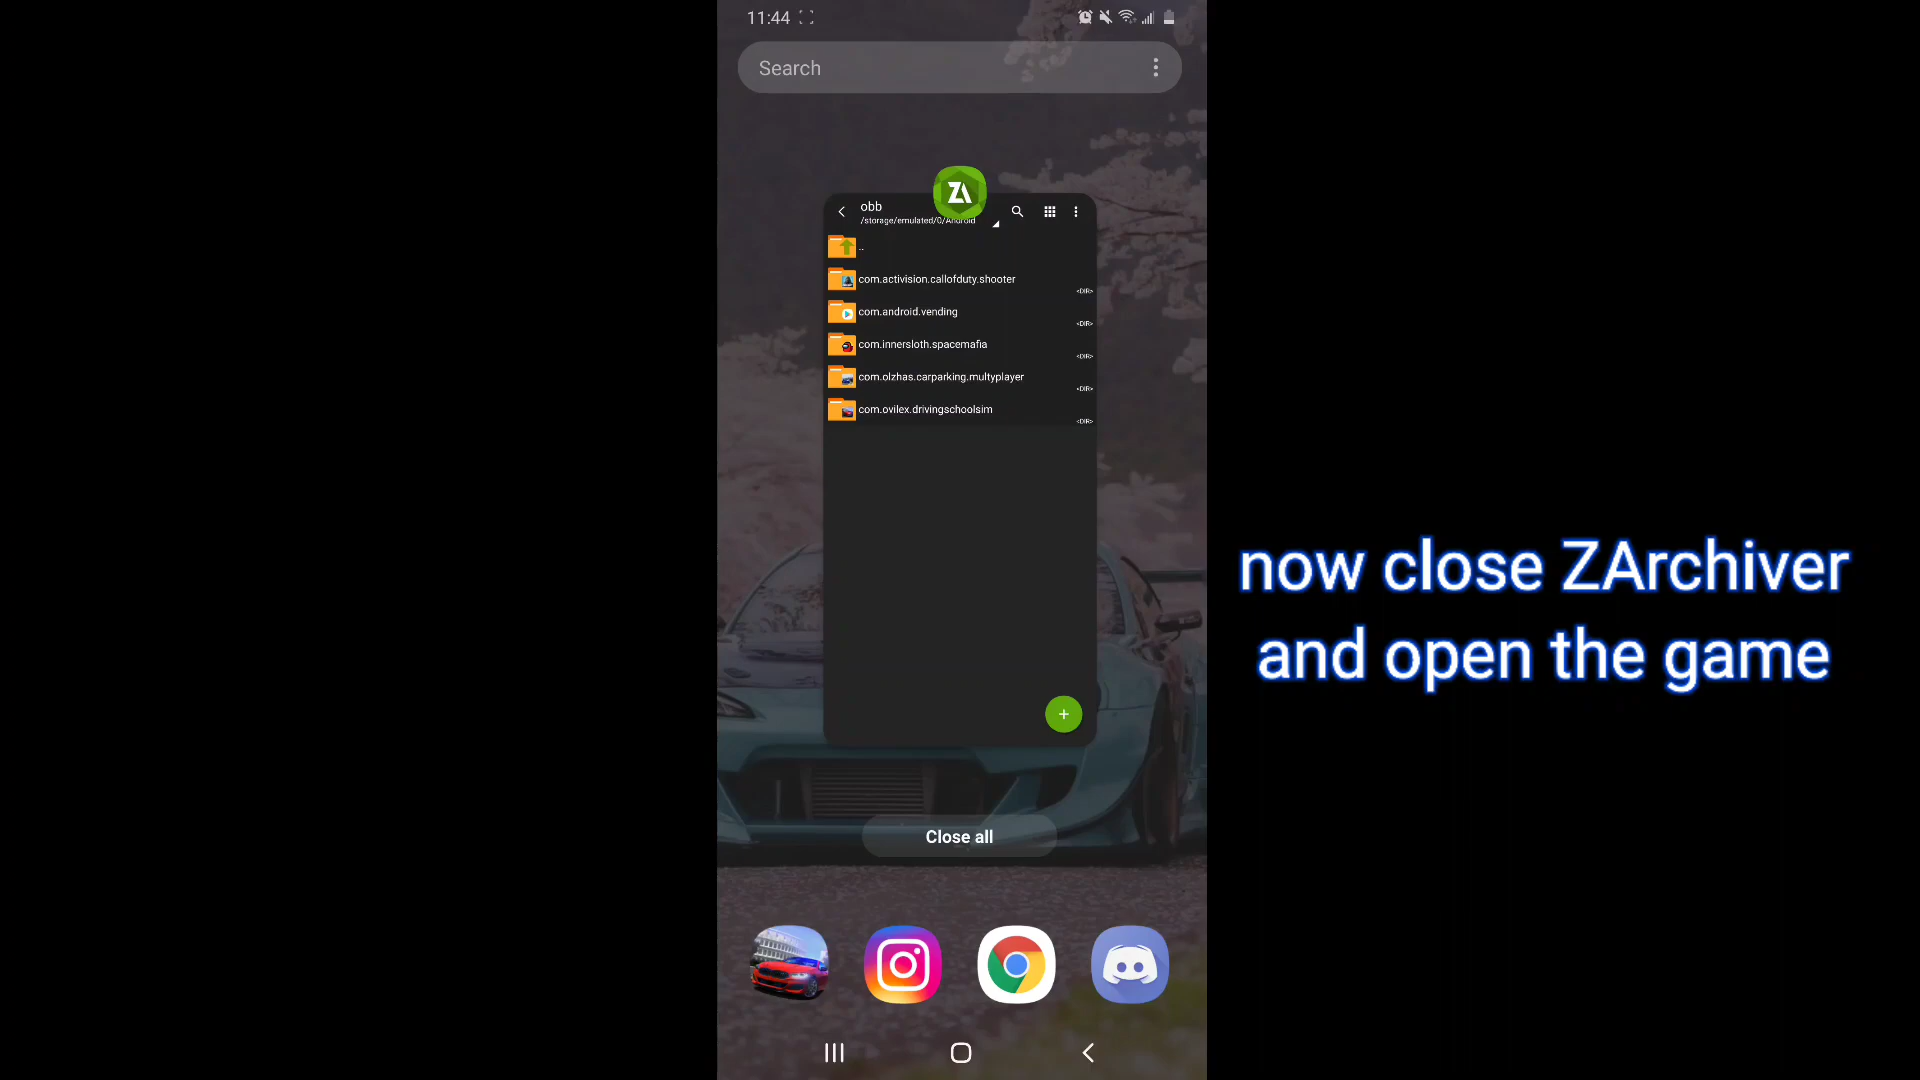 11:44
Search
ZA
obb
/storage/emulated/0/Android
..
com.activision.callofduty.shooter
<DIR>
com.android.vending
<DIR>
com.innersloth.spacemafia
<DIR>
com.olzhas.carparking.multyplayer
<DIR>
com.ovilex.drivingschoolsim
<DIR>
now close ZArchiver
and open the game
Close all